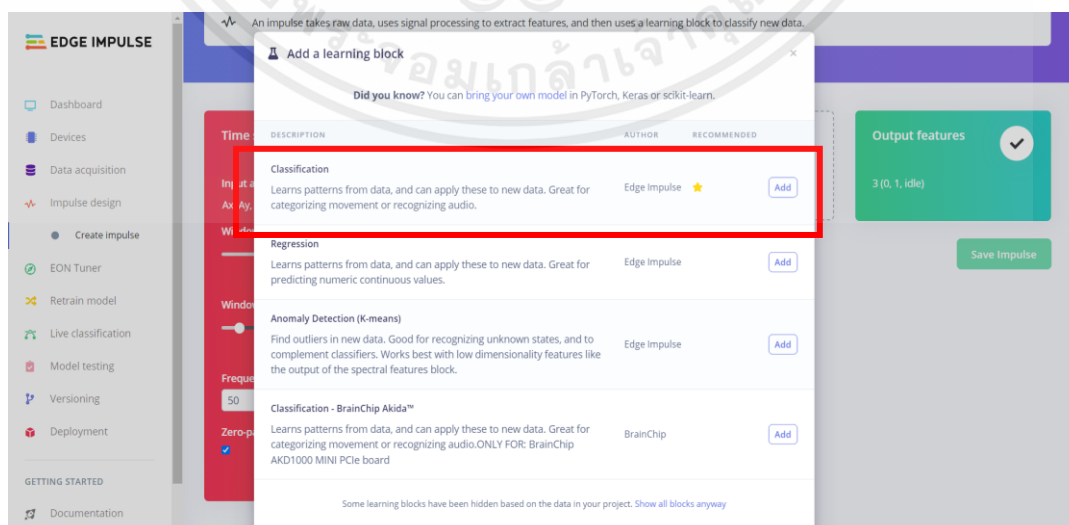 An impulse takes raw data, uses signal processing to extract features, and then uses a learning block to classify new data.
EDGE IMPULSE
Dashboard
Devices
Data acquisition
Impulse design
Create impulse
EON Tuner
Retrain model
Live classification
Model testing
Versioning
Deployment
GETTING STARTED
Documentation
Add a learning block
×
Did you know? You can bring your own model in PyTorch, Keras or scikit-learn.
DESCRIPTION AUTHOR RECOMMENDED
Classification
Learns patterns from data, and can apply these to new data. Great for
categorizing movement or recognizing audio.
Edge Impulse
Add
Regression
Learns patterns from data, and can apply these to new data. Great for
predicting numeric continuous values.
Edge Impulse
Add
Anomaly Detection (K-means)
Find outliers in new data. Good for recognizing unknown states, and to
complement classifiers. Works best with low dimensionality features like
the output of the spectral features block.
Edge Impulse
Add
Classification - BrainChip Akida™
Learns patterns from data, and can apply these to new data. Great for
categorizing movement or recognizing audio.ONLY FOR: BrainChip
AKD1000 MINI PCIe board
BrainChip
Add
Some learning blocks have been hidden based on the data in your project. Show all blocks anyway
Time
Input a
Windo
Frequе
50
Zero-pa
Output features
3 (0, 1, idle)
Save Impulse